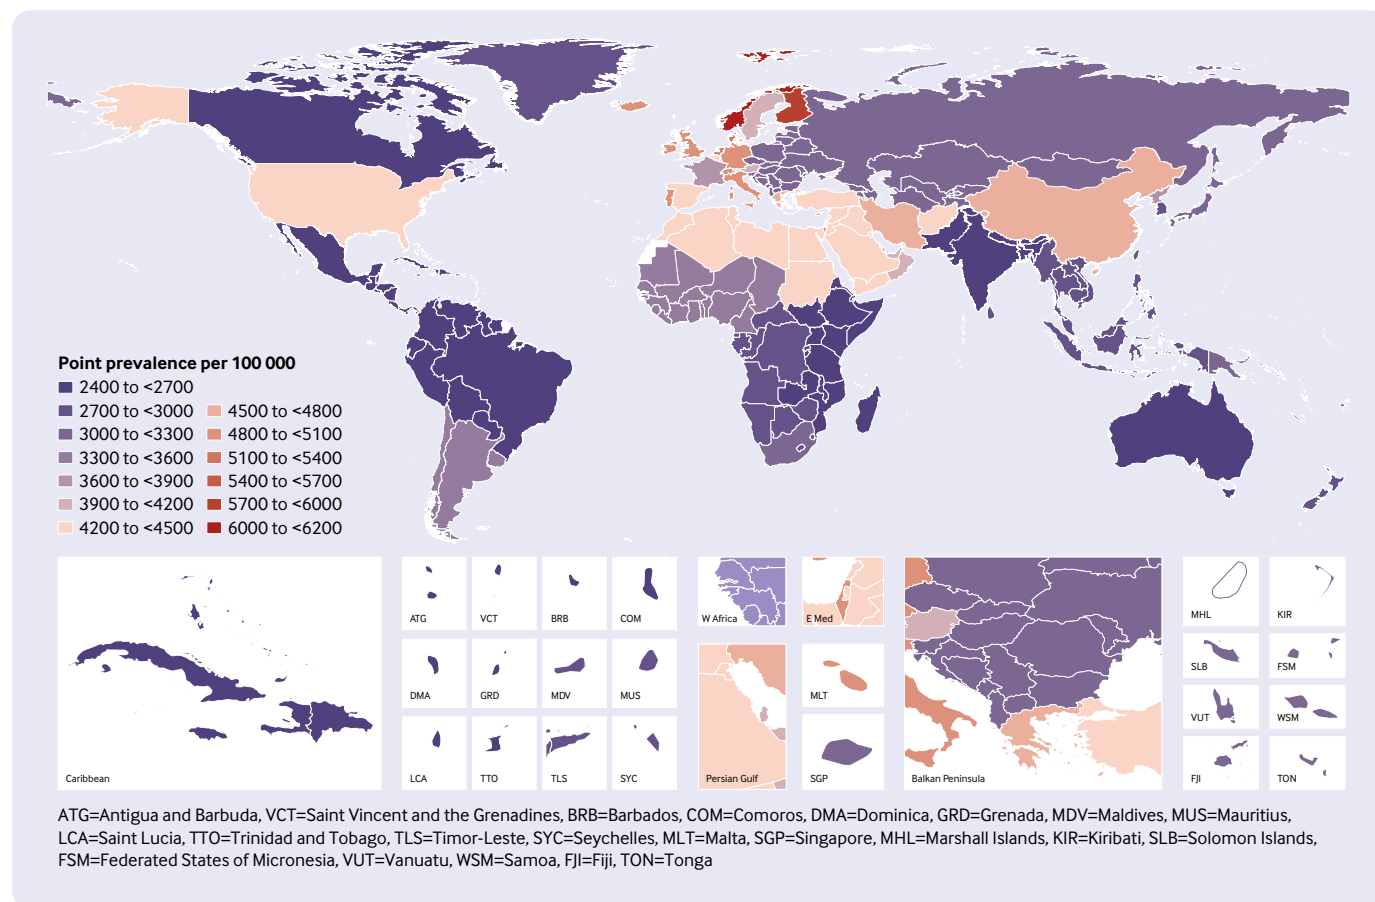 Point prevalence per 100 000
2400 to <2700
2700 to <3000
3000 to <3300
3300 to <3600
3600 to <3900
3900 to <4200
4200 to <4500
4500 to <4800
4800 to <5100
5100 to <5400
5400 to <5700
5700 to <6000
6000 to <6200
Caribbean
ATG
VCT
BRB
COM
DMA
GRD
MDV
MUS
LCA
TTO
TLS
SYC
W Africa
E Med
Persian Gulf
MLT
SGP
Balkan Peninsula
MHL
KIR
SLB
FSM
VUT
WSM
FJI
TON
ATG=Antigua and Barbuda, VCT=Saint Vincent and the Grenadines, BRB=Barbados, COM=Comoros, DMA=Dominica, GRD=Grenada, MDV=Maldives, MUS=Mauritius,
LCA=Saint Lucia, TTO=Trinidad and Tobago, TLS=Timor-Leste, SYC=Seychelles, MLT=Malta, SGP=Singapore, MHL=Marshall Islands, KIR=Kiribati, SLB=Solomon Islands,
FSM=Federated States of Micronesia, VUT=Vanuatu, WSM=Samoa, FJI=Fiji, TON=Tonga